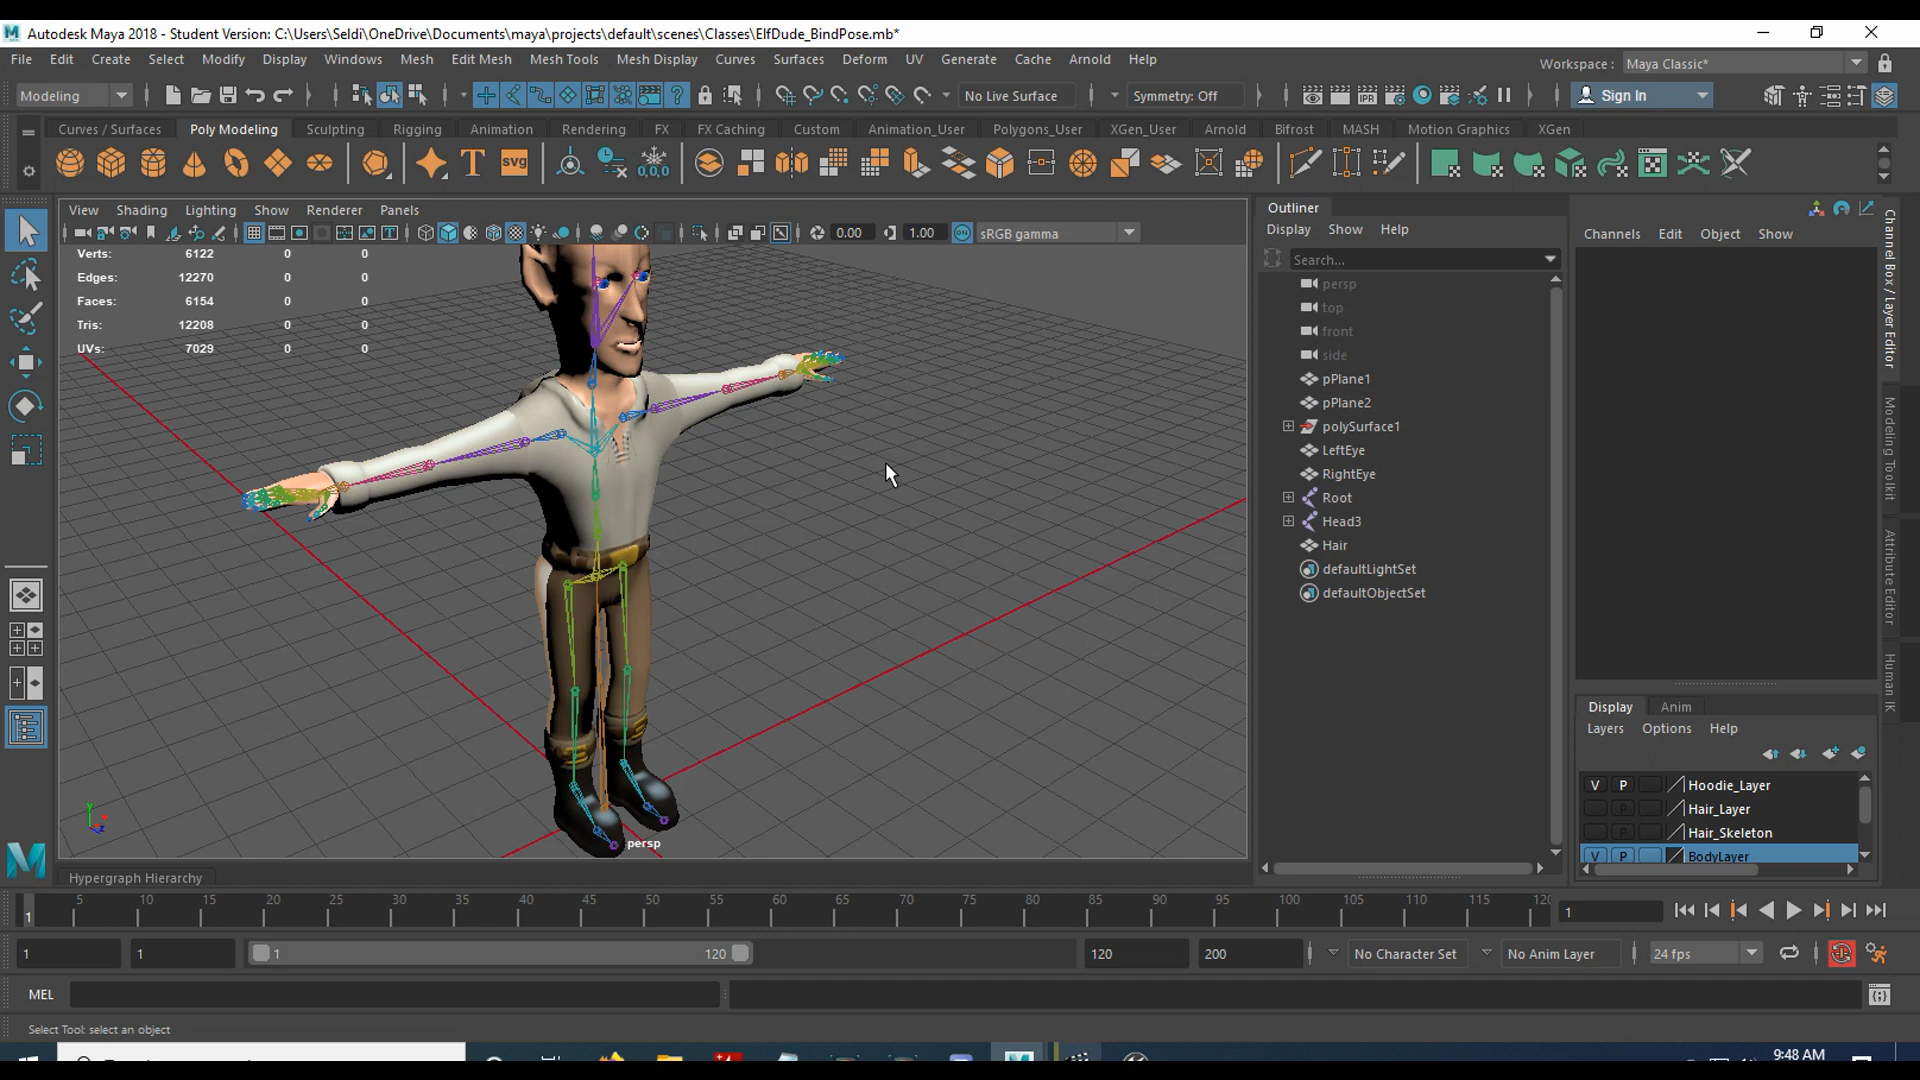 Autodesk Maya 2018 - Student Version: C:\Users\Seldi\OneDrive\Documents\maya\projects\default\scenes\Classes\ElfDude_BindPose.mb*
File Edit Create Select Modify Display Windows Mesh Edit Mesh Mesh Tools Mesh Display Curves Surfaces Deform UV Generate Cache Arnold Help
Workspace : Maya Classic*
Modeling No Live Surface Symmetry: Off IPR Sign In
Curves / Surfaces Poly Modeling Sculpting Rigging Animation Rendering FX FX Caching Custom Animation_User Polygons_User XGen_User Arnold Bifrost MASH Motion Graphics XGen
T SVG 0,0,0
View Shading Lighting Show Renderer Panels
0.00 1.00 ON sRGB gamma
Verts: 6122 0 0
Edges: 12270 0 0
Faces: 6154 0 0
Tris: 12208 0 0
UVs: 7029 0 0
y
z
persp
Hypergraph Hierarchy
Outliner
Display Show Help
Search...
persp
top
front
side
pPlane1
pPlane2
polySurface1
LeftEye
RightEye
Root
Head3
Hair
defaultLightSet
defaultObjectSet
Channels Edit Object Show
Channel Box / Layer Editor
Modeling Toolkit
Attribute Editor
Human IK
Display Anim
Layers Options Help
V P Hoodie_Layer
P Hair_Layer
P Hair_Skeleton
V P BodyLayer
1 5 10 15 20 25 30 35 40 45 50 55 60 65 70 75 80 85 90 95 100 105 110 115 120 1
1 1 1 120 120 200 No Character Set No Anim Layer 24 fps
MEL
Select Tool: select an object
9:48 AM